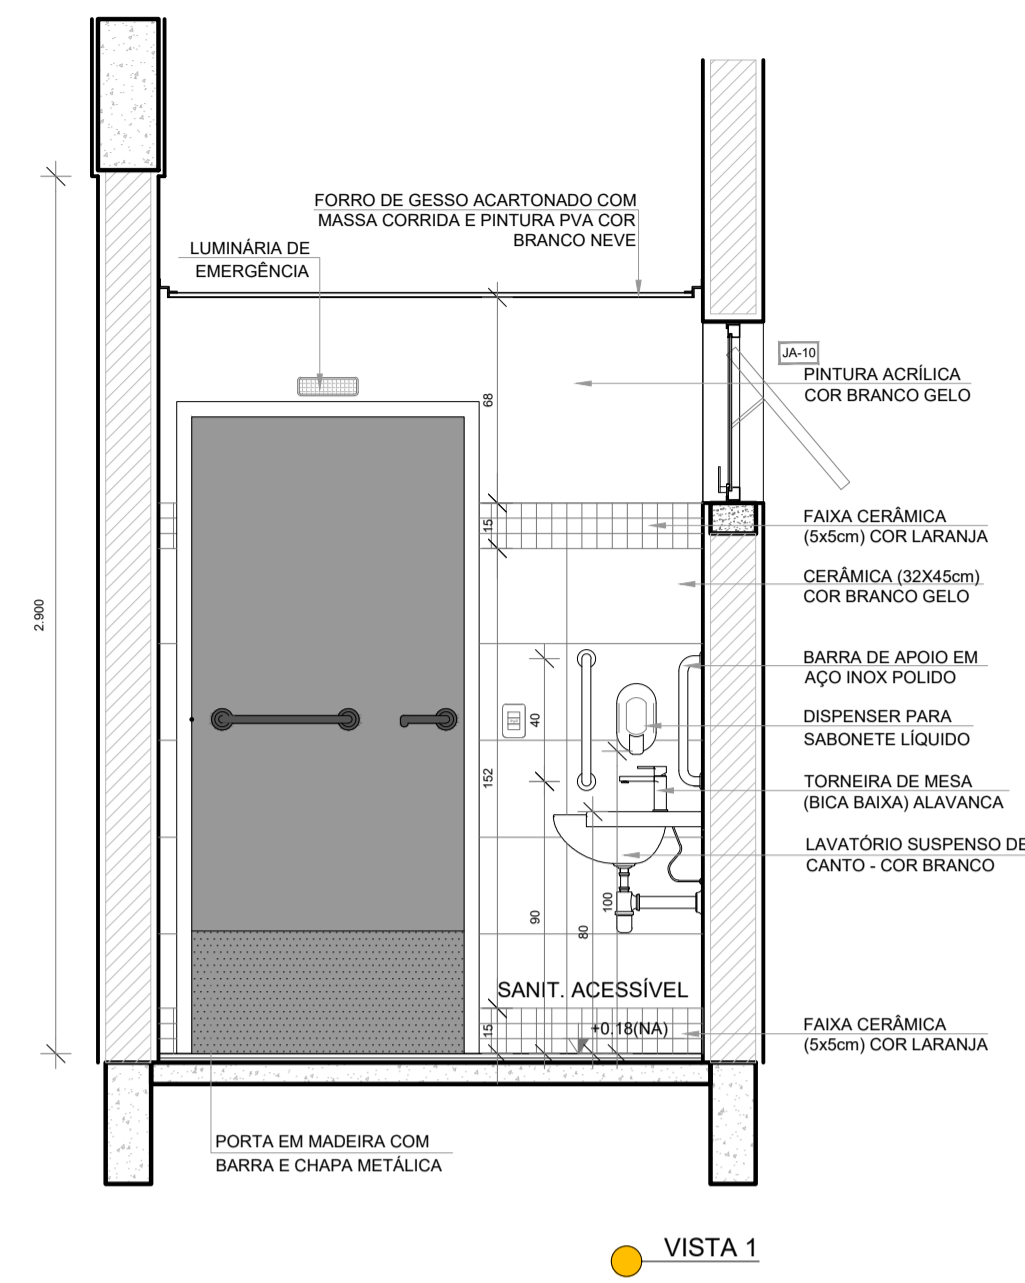 FORRO DE GESSO ACARTONADO COM
MASSA CORRIDA E PINTURA PVA COR
BRANCO NEVE
LUMINÁRIA DE
EMERGÊNCIA
JA-10
PINTURA ACRÍLICA
COR BRANCO GELO
68
15
FAIXA CERÂMICA
(5x5cm) COR LARANJA
CERÂMICA (32X45cm)
COR BRANCO GELO
2.900
BARRA DE APOIO EM
AÇO INOX POLIDO
40
DISPENSER PARA
SABONETE LÍQUIDO
152
TORNEIRA DE MESA
(BICA BAIXA) ALAVANCA
LAVATÓRIO SUSPENSO DE
CANTO - COR BRANCO
90
80
100
SANIT. ACESSÍVEL
+0.18(NA)
15
FAIXA CERÂMICA
(5x5cm) COR LARANJA
PORTA EM MADEIRA COM
BARRA E CHAPA METÁLICA
VISTA 1